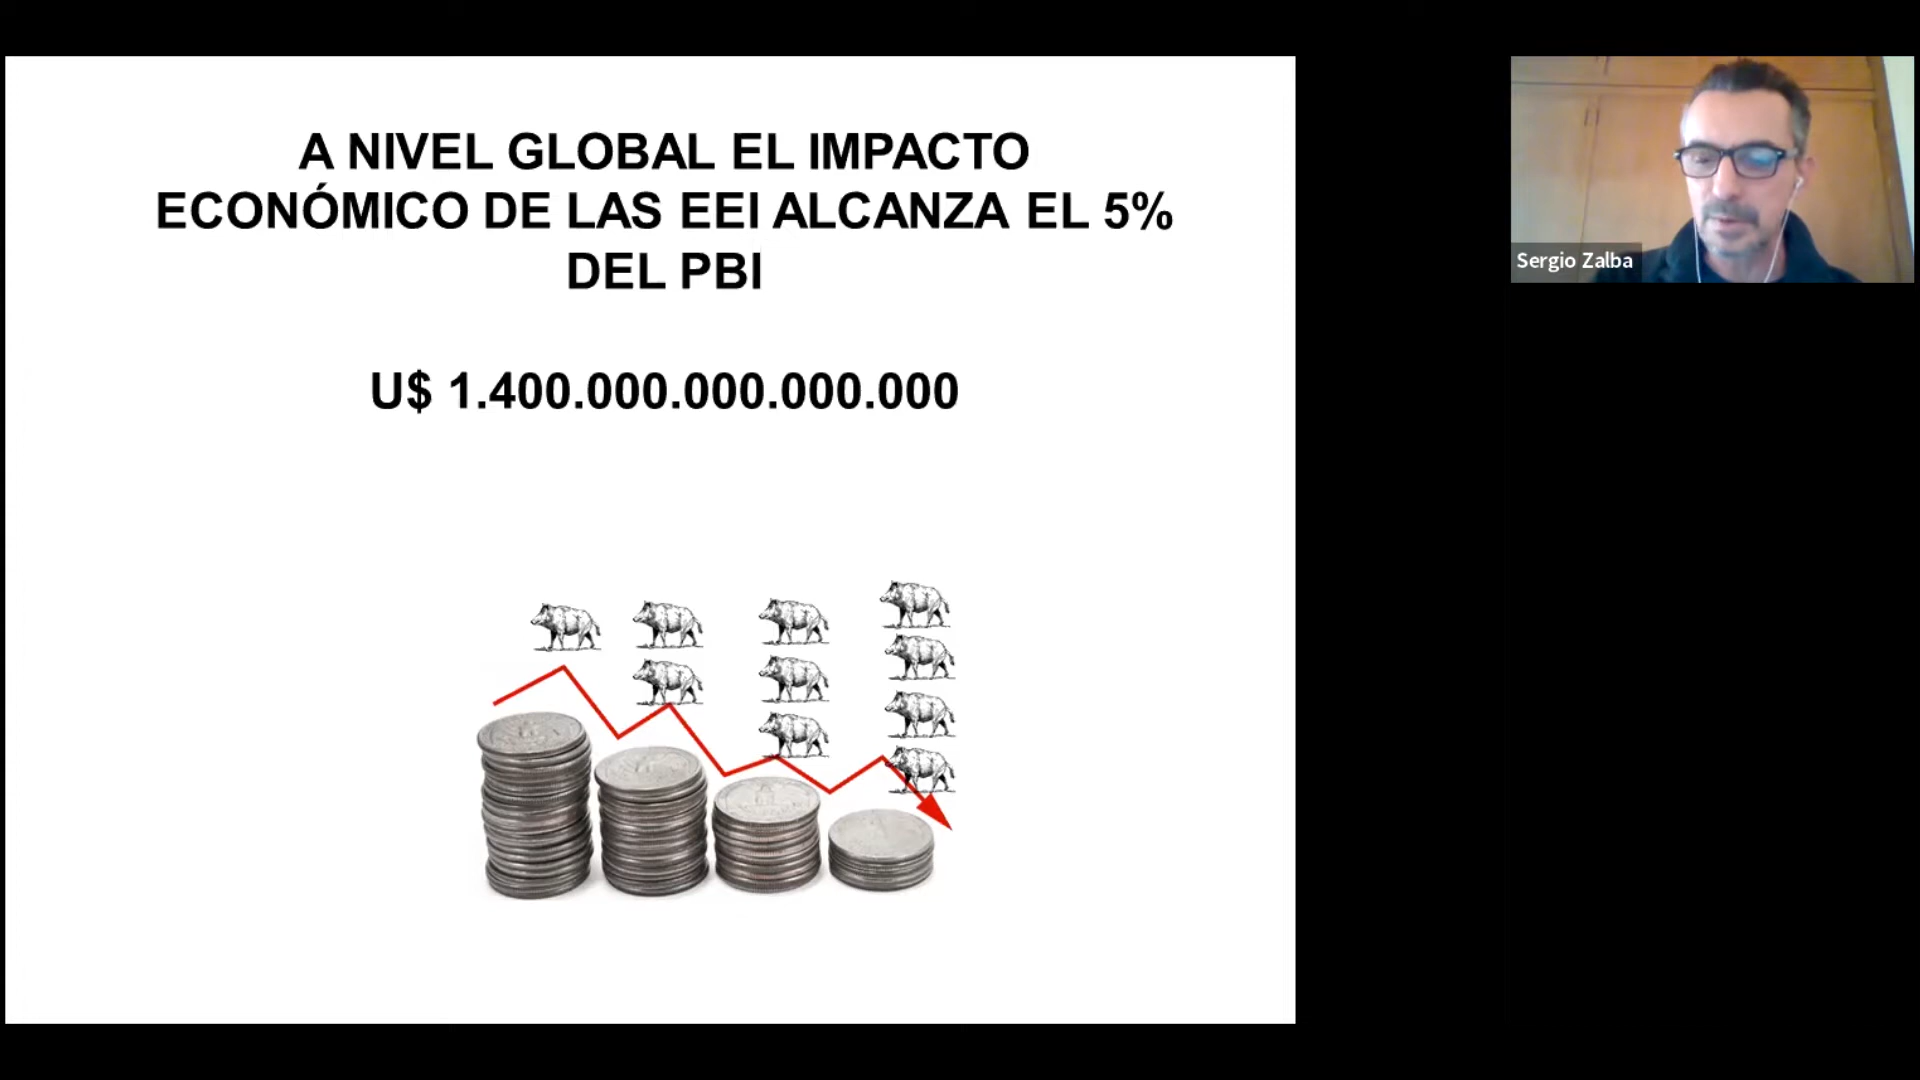 A NIVEL GLOBAL EL IMPACTO
ECONÓMICO DE LAS EEI ALCANZA EL 5%
DEL PBI
U$ 1.400.000.000.000.000
Sergio Zalba